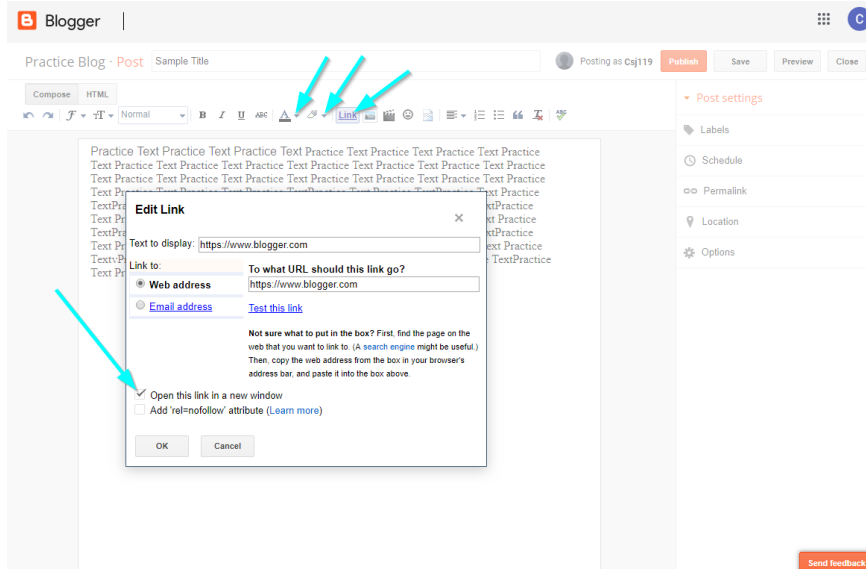 Blogger
C
Practice Blog · Post Sample Title Posting as Csj119 Publish Save Preview Close
Compose HTML
Normal B I U ABC A Link
Practice Text Practice Text Practice Text Practice Text Practice Text Practice
Text Practice Text Practice Text Practice Text Practice Text Practice Text Practice
Text Practice Text Practice Text Practice Text Practice Text Practice Text Practice
Edit Link
Text to display: https://www.blogger.com
Link to:
Web address
Email address
To what URL should this link go?
https://www.blogger.com
Test this link
Not sure what to put in the box? First, find the page on the
web that you want to link to. (A search engine might be useful.)
Then, copy the web address from the box in your browser's
address bar, and paste it into the box above.
Open this link in a new window
Add 'rel=nofollow' attribute (Learn more)
OK Cancel
Post settings
Labels
Schedule
Permalink
Location
Options
Send feedback